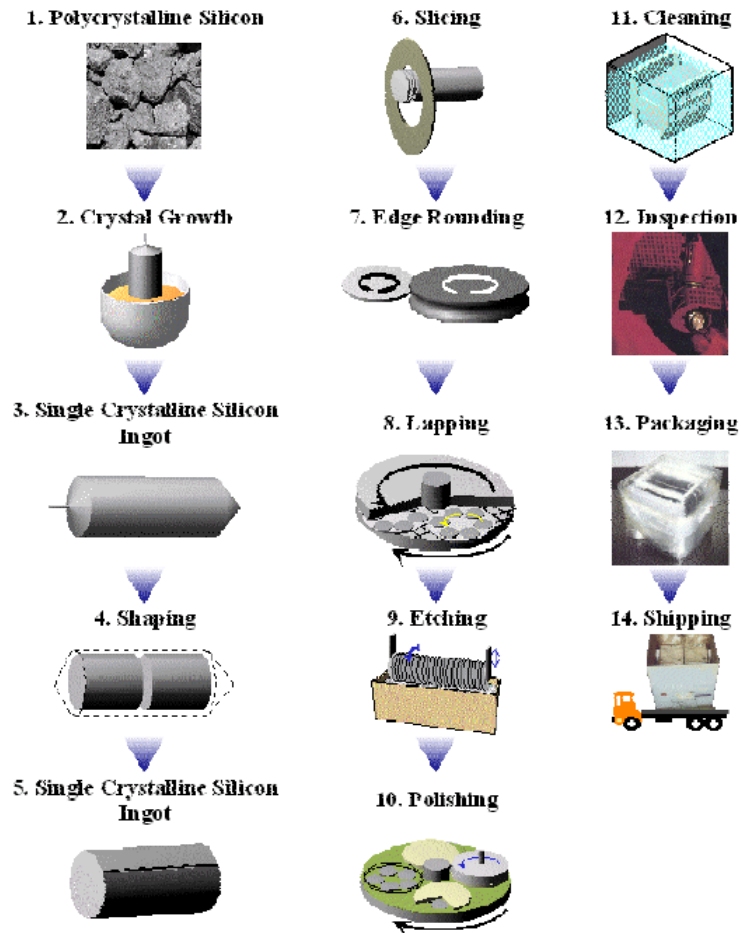 1. Polycrystalline Silicon
2. Crystal Growth
3. Single Crystalline Silicon
Ingot
4. Shaping
5. Single Crystalline Silicon
Ingot
6. Slicing
7. Edge Rounding
8. Lapping
9. Etching
10. Polishing
11. Cleaning
12. Inspection
13. Packaging
14. Shipping